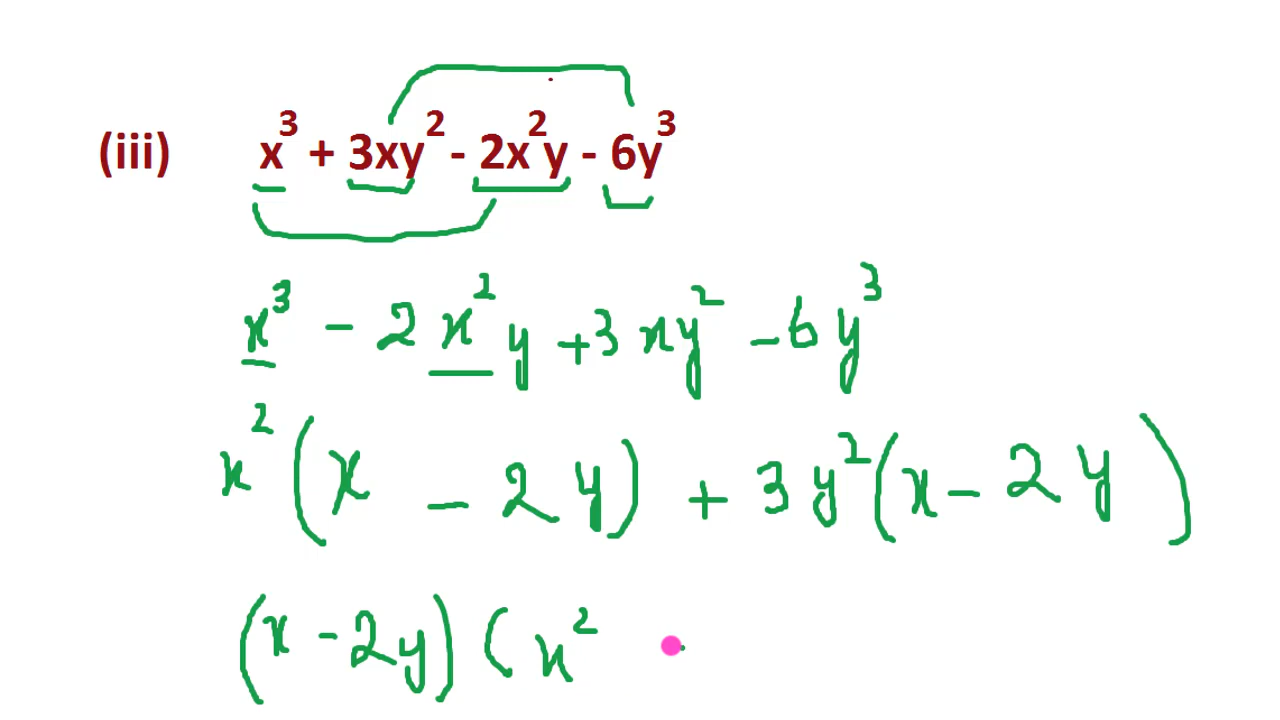 (iii) x³ + 3xy² - 2x²y - 6y³
x³ - 2x²y + 3xy² - 6y³
x² (x - 2y) + 3y² (x - 2y)
(x - 2y) (x²